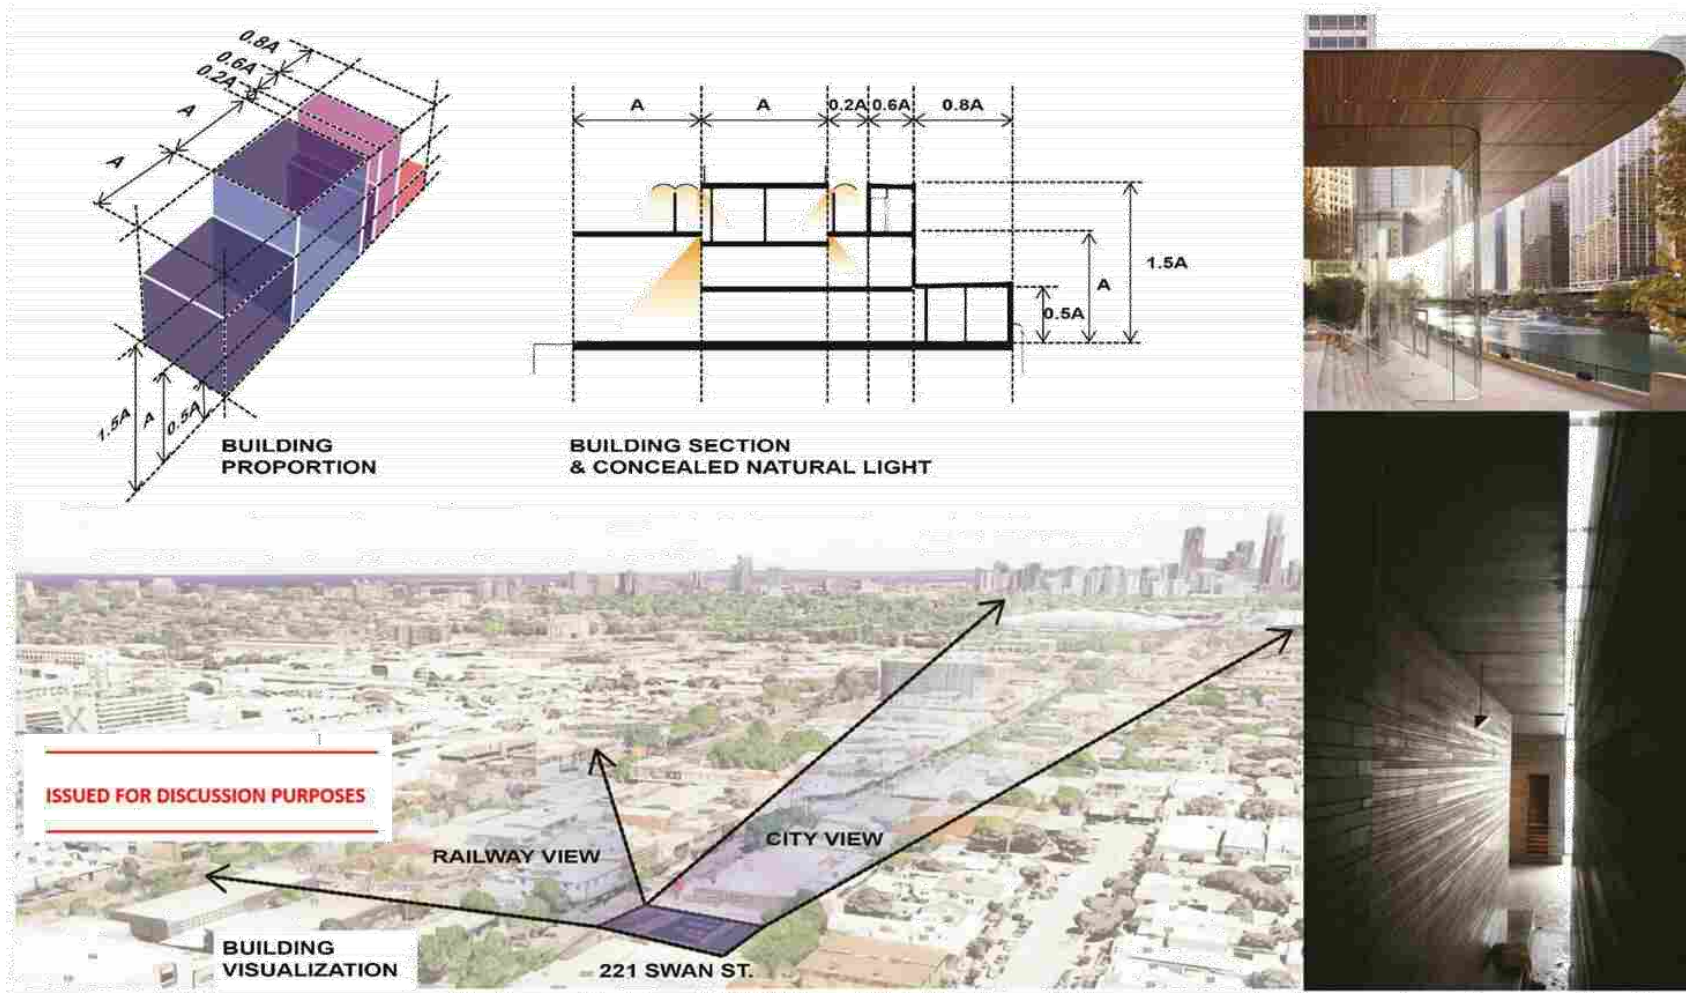 0.8A
0.6A
0.2A
A
A
1.5A
A
0.5A
BUILDING
PROPORTION
A
A
0.2A
0.6A
0.8A
1.5A
A
0.5A
BUILDING SECTION
& CONCEALED NATURAL LIGHT
ISSUED FOR DISCUSSION PURPOSES
RAILWAY VIEW
CITY VIEW
BUILDING
VISUALIZATION
221 SWAN ST.